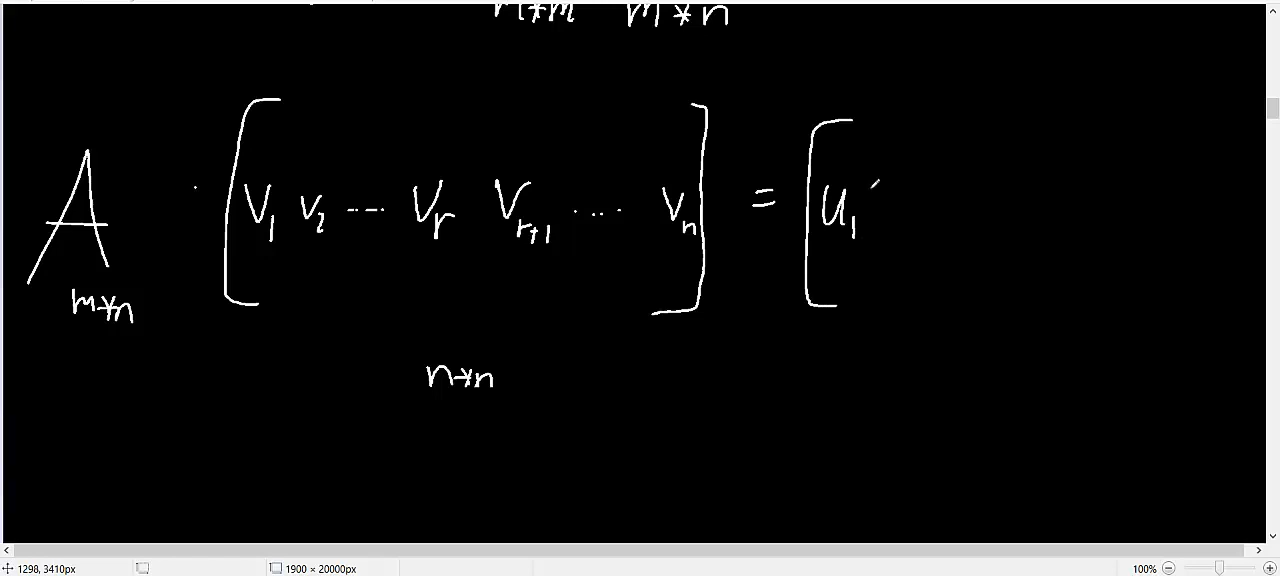 n*m m*n
A [ V1 V2 ---- Vr Vr+1 .... Vn ] = [ U1
m*n
n*n
1298, 3410px 1900 × 20000px 100%